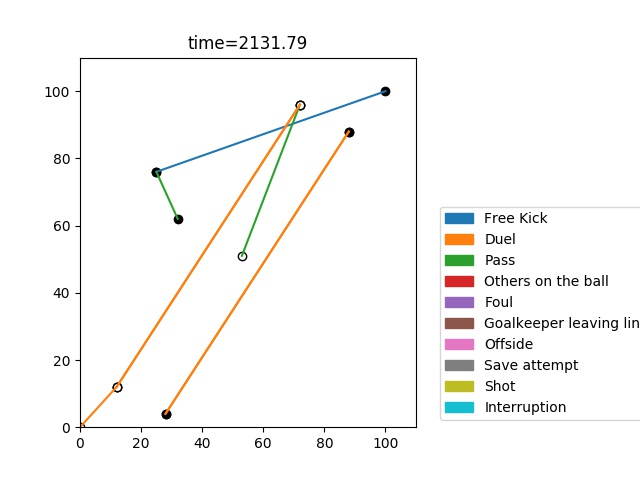 time=2131.79
100
80
60
40
20
0
0 20 40 60 80 100
Free Kick
Duel
Pass
Others on the ball
Foul
Goalkeeper leaving lin
Offside
Save attempt
Shot
Interruption